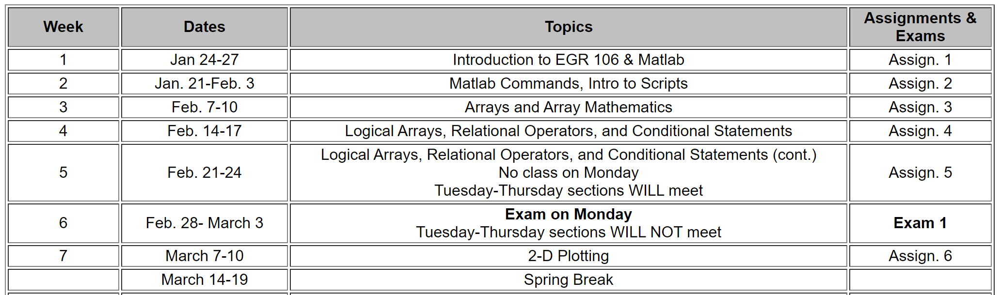 Week Dates Topics Assignments &
Exams
1 Jan 24-27 Introduction to EGR 106 & Matlab Assign. 1
2 Jan. 21-Feb. 3 Matlab Commands, Intro to Scripts Assign. 2
3 Feb. 7-10 Arrays and Array Mathematics Assign. 3
4 Feb. 14-17 Logical Arrays, Relational Operators, and Conditional Statements Assign. 4
Logical Arrays, Relational Operators, and Conditional Statements (cont.)
5 Feb. 21-24 No class on Monday Assign. 5
Tuesday-Thursday sections WILL meet
Exam on Monday
6 Feb. 28- March 3 Exam 1
Tuesday-Thursday sections WILL NOT meet
7 March 7-10 2-D Plotting Assign. 6
March 14-19 Spring Break